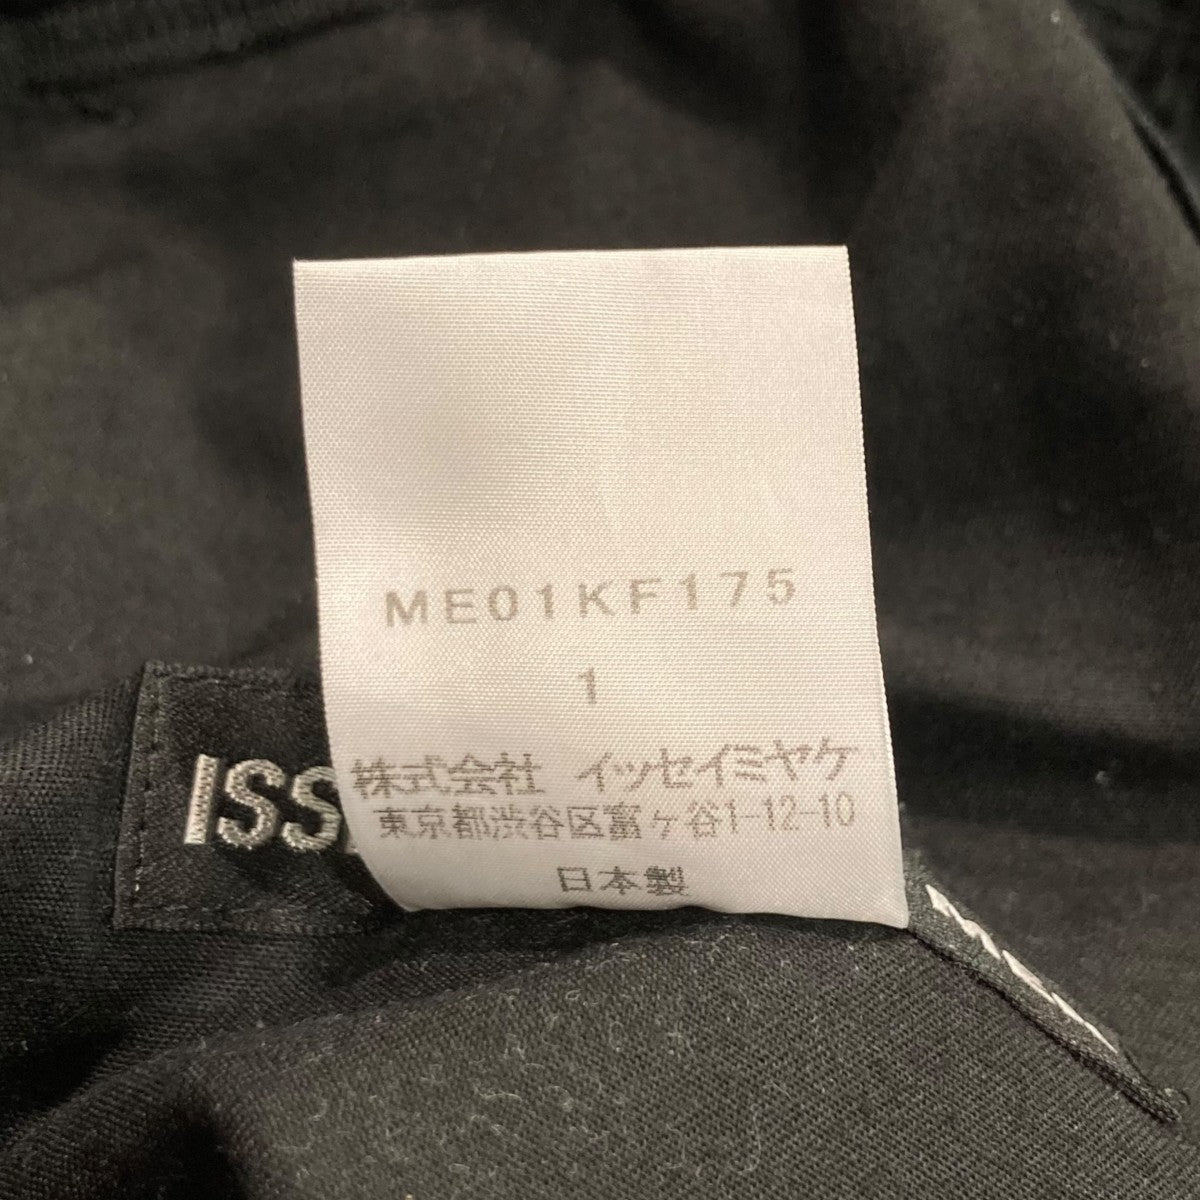 ME01KF175
1
株式会社 イッセイミヤケ
東京都渋谷区富ヶ谷1-12-10
日本製
ISS